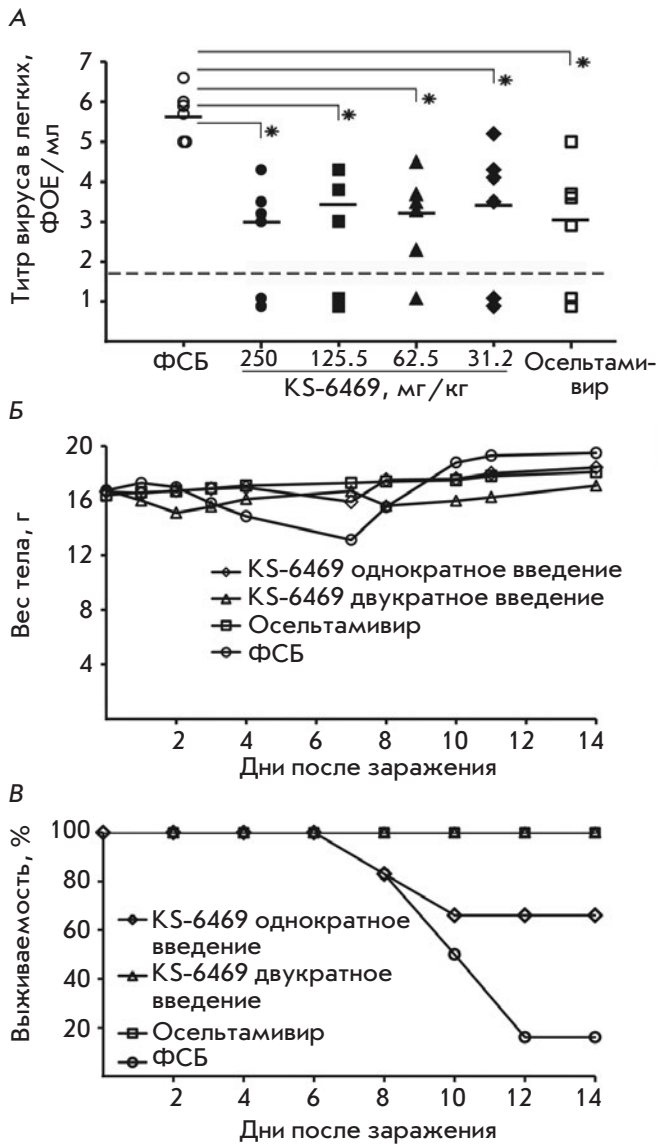 А
Титр вируса в легких,
ФОЕ/мл
7
6
5
4
3
2
1
* * * * *
ФСБ 250 125.5 62.5 31.2 Осельтами-
вир
KS-6469, мг/кг
Б
Вес тела, г
20
16
12
8
4
KS-6469 однократное введение
KS-6469 двукратное введение
Осельтамивир
ФСБ
2 4 6 8 10 12 14
Дни после заражения
В
Выживаемость, %
100
80
60
40
20
KS-6469 однократное
введение
KS-6469 двукратное
введение
Осельтамивир
ФСБ
2 4 6 8 10 12 14
Дни после заражения